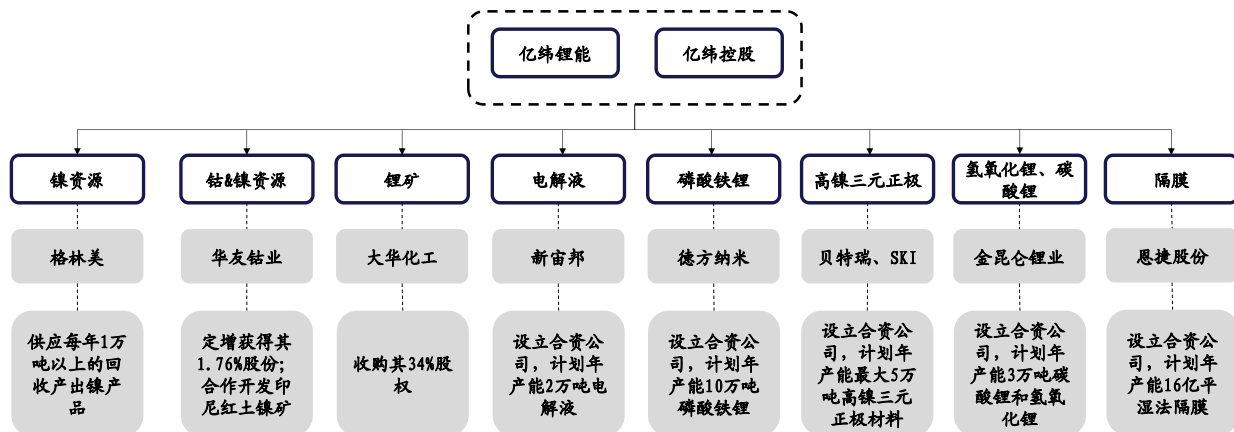 亿纬锂能
亿纬控股
镍资源
钴&镍资源
锂矿
电解液
磷酸铁锂
高镍三元正极
氢氧化锂、碳
酸锂
隔膜
格林美
华友钴业
大华化工
新宙邦
德方纳米
贝特瑞、SKI
金昆仑锂业
恩捷股份
供应每年1万
吨以上的回
收产出镍产
品
定增获得其
1.76%股份;
合作开发印
尼红土镍矿
收购其34%股
权
设立合资公
司，计划年
产能2万吨电
解液
设立合资公
司，计划年
产能10万吨
磷酸铁锂
设立合资公
司，计划年
产能最大5万
吨高镍三元
正极材料
设立合资公
司，计划年
产能3万吨碳
酸锂和氢氧
化锂
设立合资公
司，计划年
产能16亿平
湿法隔膜